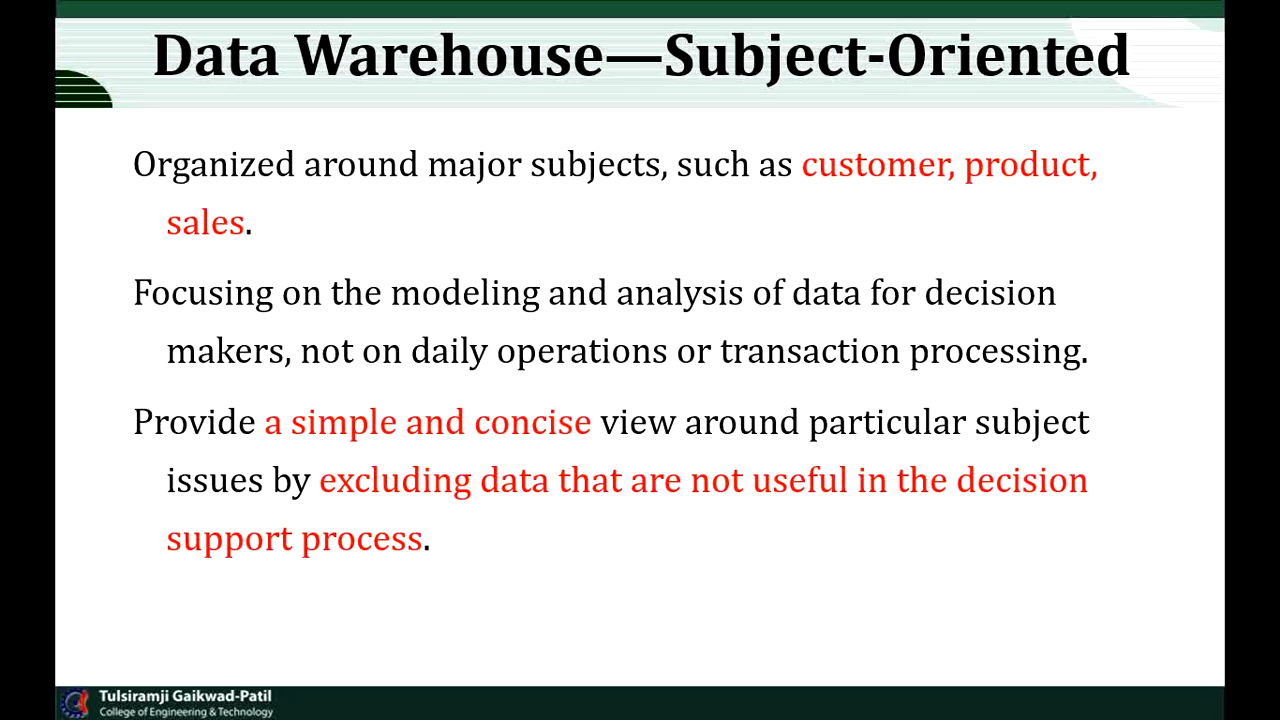 Data Warehouse—Subject-Oriented
Organized around major subjects, such as customer, product,
sales.
Focusing on the modeling and analysis of data for decision
makers, not on daily operations or transaction processing.
Provide a simple and concise view around particular subject
issues by excluding data that are not useful in the decision
support process.
Tulsiramji Gaikwad-Patil
College of Engineering & Technology